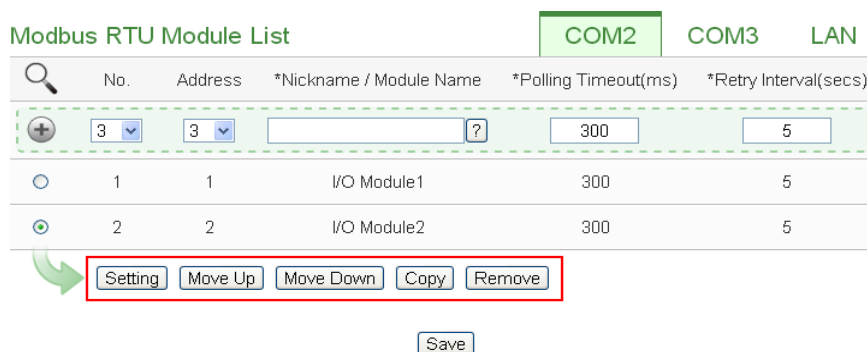 Modbus RTU Module List COM2 COM3 LAN
No. Address *Nickname / Module Name *Polling Timeout(ms) *Retry Interval(secs)
3 3 ? 300 5
1 1 I/O Module1 300 5
2 2 I/O Module2 300 5
Setting Move Up Move Down Copy Remove
Save